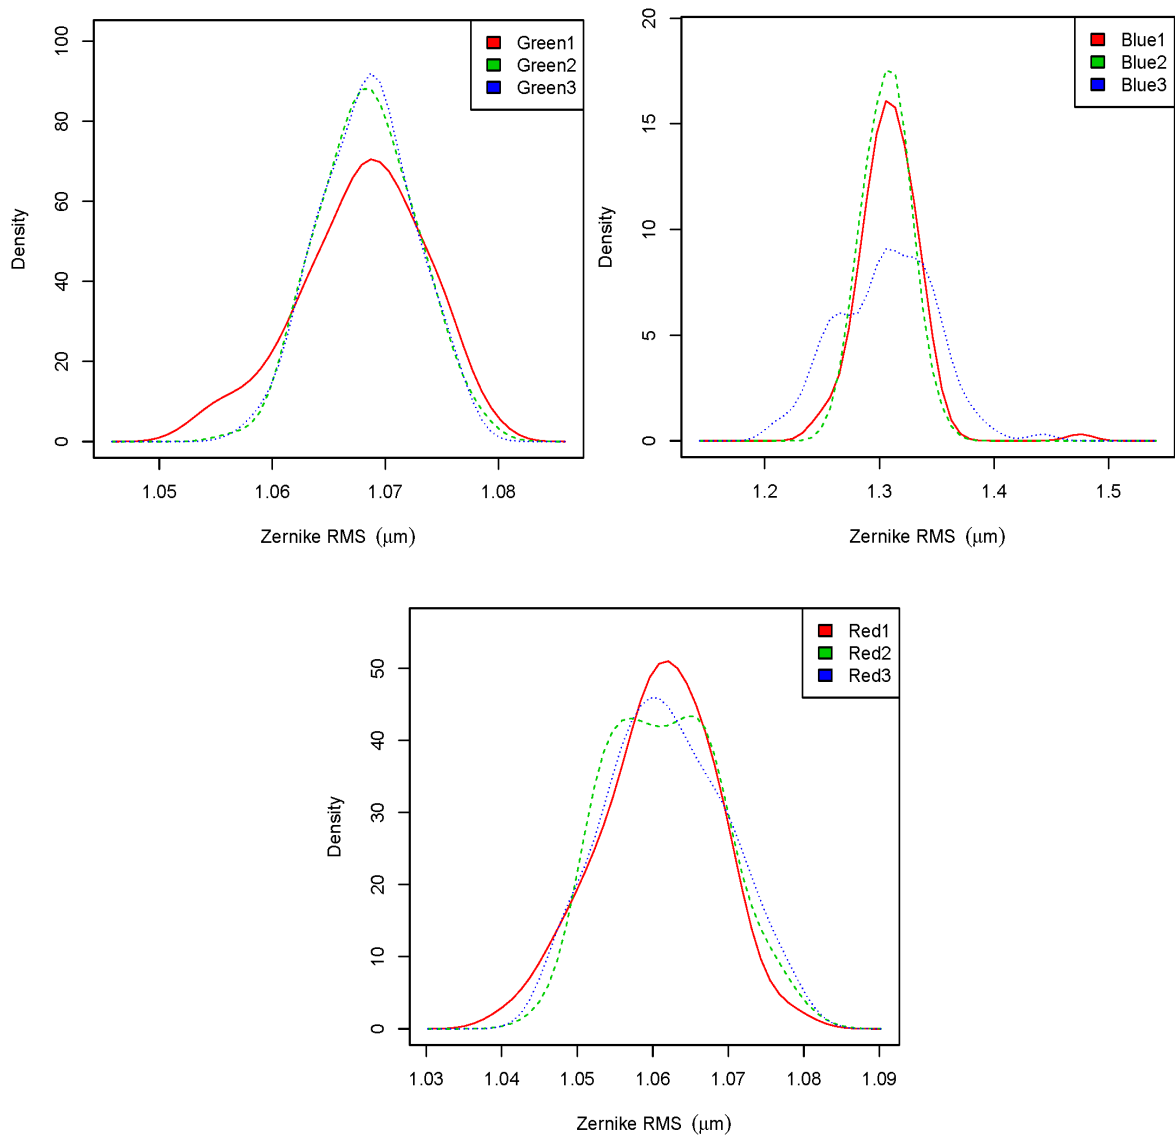 Green1
Green2
Green3
Density
0
20
40
60
80
100
1.05 1.06 1.07 1.08
Zernike RMS (μm)
Blue1
Blue2
Blue3
Density
0
5
10
15
20
1.2 1.3 1.4 1.5
Zernike RMS (μm)
Red1
Red2
Red3
Density
0
10
20
30
40
50
1.03 1.04 1.05 1.06 1.07 1.08 1.09
Zernike RMS (μm)